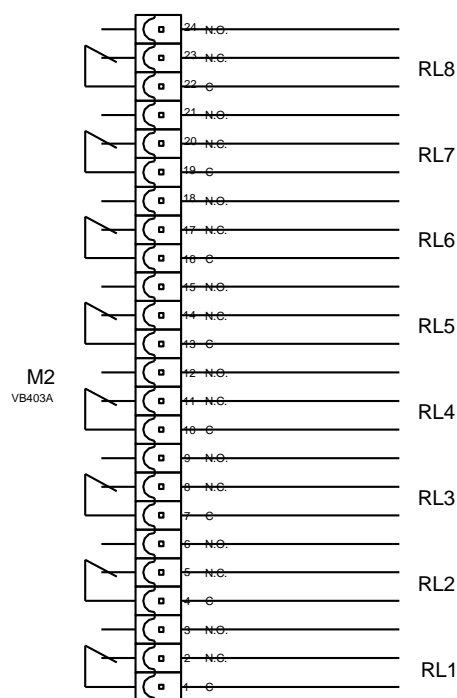 24 N.O.
23 N.C.
RL8
22 C
21 N.O.
20 N.C.
RL7
19 C
18 N.O.
17 N.C.
RL6
16 C
15 N.O.
14 N.C.
RL5
13 C
M2
12 N.O.
VB403A
11 N.C.
RL4
10 C
9 N.O.
8 N.C.
RL3
7 C
6 N.O.
5 N.C.
RL2
4 C
3 N.O.
2 N.C.
RL1
1 C